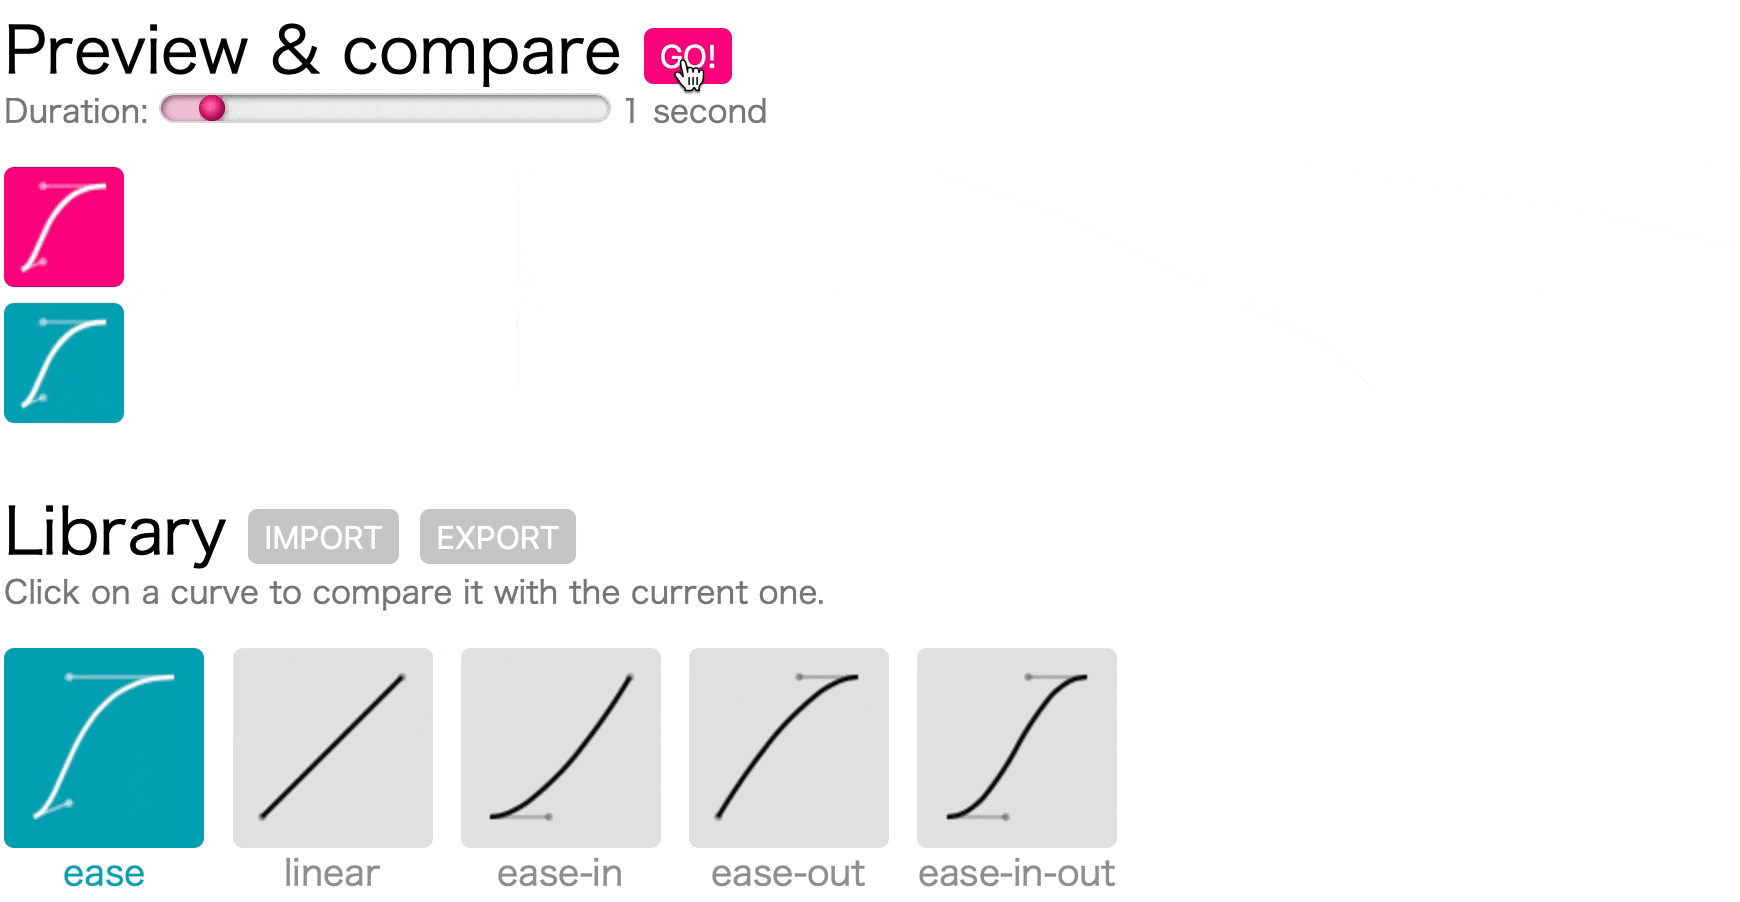 Preview & compare GO!
Duration: 1 second
Library IMPORT EXPORT
Click on a curve to compare it with the current one.
ease linear ease-in ease-out ease-in-out